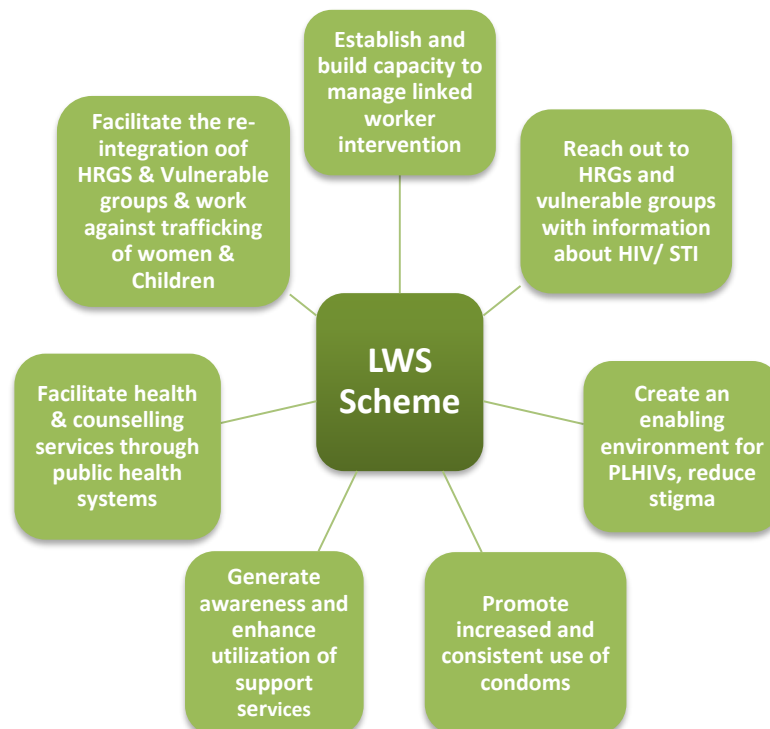 Establish and
build capacity to
manage linked
worker
intervention
Reach out to
HRGs and
vulnerable groups
with information
about HIV/ STI
Create an
enabling
environment for
PLHIVs, reduce
stigma
Promote
increased and
consistent use of
condoms
Generate
awareness and
enhance
utilization of
support
services
Facilitate health
& counselling
services through
public health
systems
Facilitate the re-
integration oof
HRGS & Vulnerable
groups & work
against trafficking
of women &
Children
LWS
Scheme